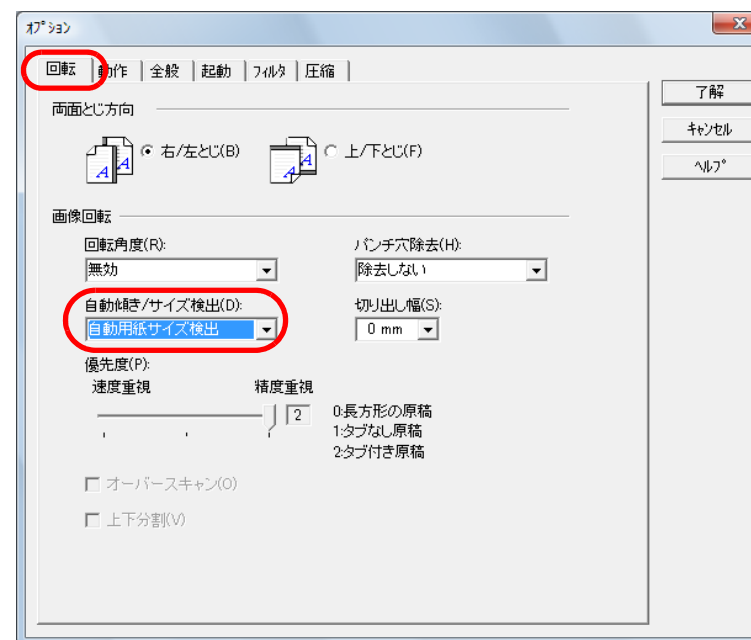 ｵﾌﾟｼｮﾝ
回転 動作 全般 起動 ﾌｨﾙﾀ 圧縮
了解
ｷｬﾝｾﾙ
ﾍﾙﾌﾟ
両面とじ方向
右/左とじ(B) 上/下とじ(F)
画像回転
回転角度(R): パンチ穴除去(H):
無効 除去しない
自動傾き/サイズ検出(D): 切り出し幅(S):
自動用紙サイズ検出 0 mm
優先度(P):
速度重視 精度重視
2
0:長方形の原稿
1:タブなし原稿
2:タブ付き原稿
オーバースキャン(O)
上下分割(V)